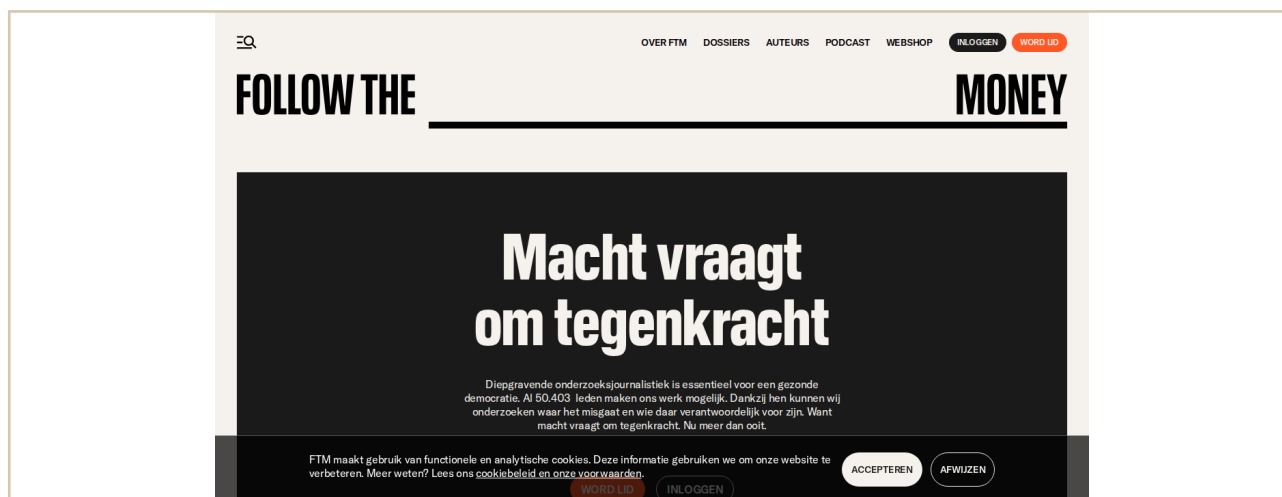 OVER FTM DOSSIERS AUTEURS PODCAST WEBSHOP INLOGGEN WORD LID
FOLLOW THE MONEY
Macht vraagt
om tegenkracht
Diepgravende onderzoeksjournalistiek is essentieel voor een gezonde
democratie. Al 50.403 leden maken ons werk mogelijk. Dankzij hen kunnen wij
onderzoeken waar het misgaat en wie daar verantwoordelijk voor zijn. Want
macht vraagt om tegenkracht. Nu meer dan ooit.
FTM maakt gebruik van functionele en analytische cookies. Deze informatie gebruiken we om onze website te
verbeteren. Meer weten? Lees ons cookiebeleid en onze voorwaarden.
ACCEPTEREN AFWIJZEN
WORD LID INLOGGEN